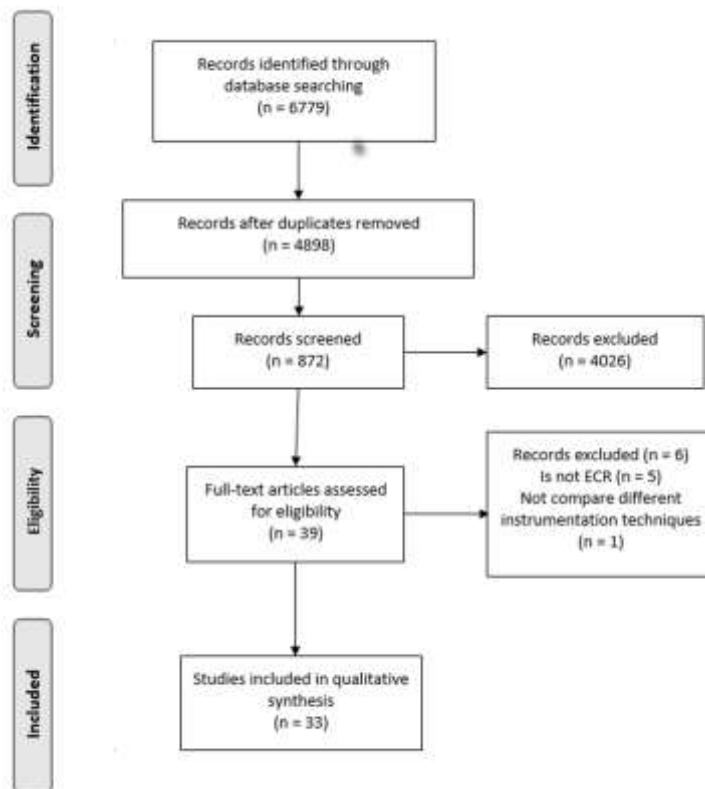 Identification
Records identified through
database searching
(n = 6779)
Screening
Records after duplicates removed
(n = 4898)
Records screened
(n = 872)
Records excluded
(n = 4026)
Eligibility
Full-text articles assessed
for eligibility
(n = 39)
Records excluded (n = 6)
Is not ECR (n = 5)
Not compare different
instrumentation techniques
(n = 1)
Included
Studies included in qualitative
synthesis
(n = 33)